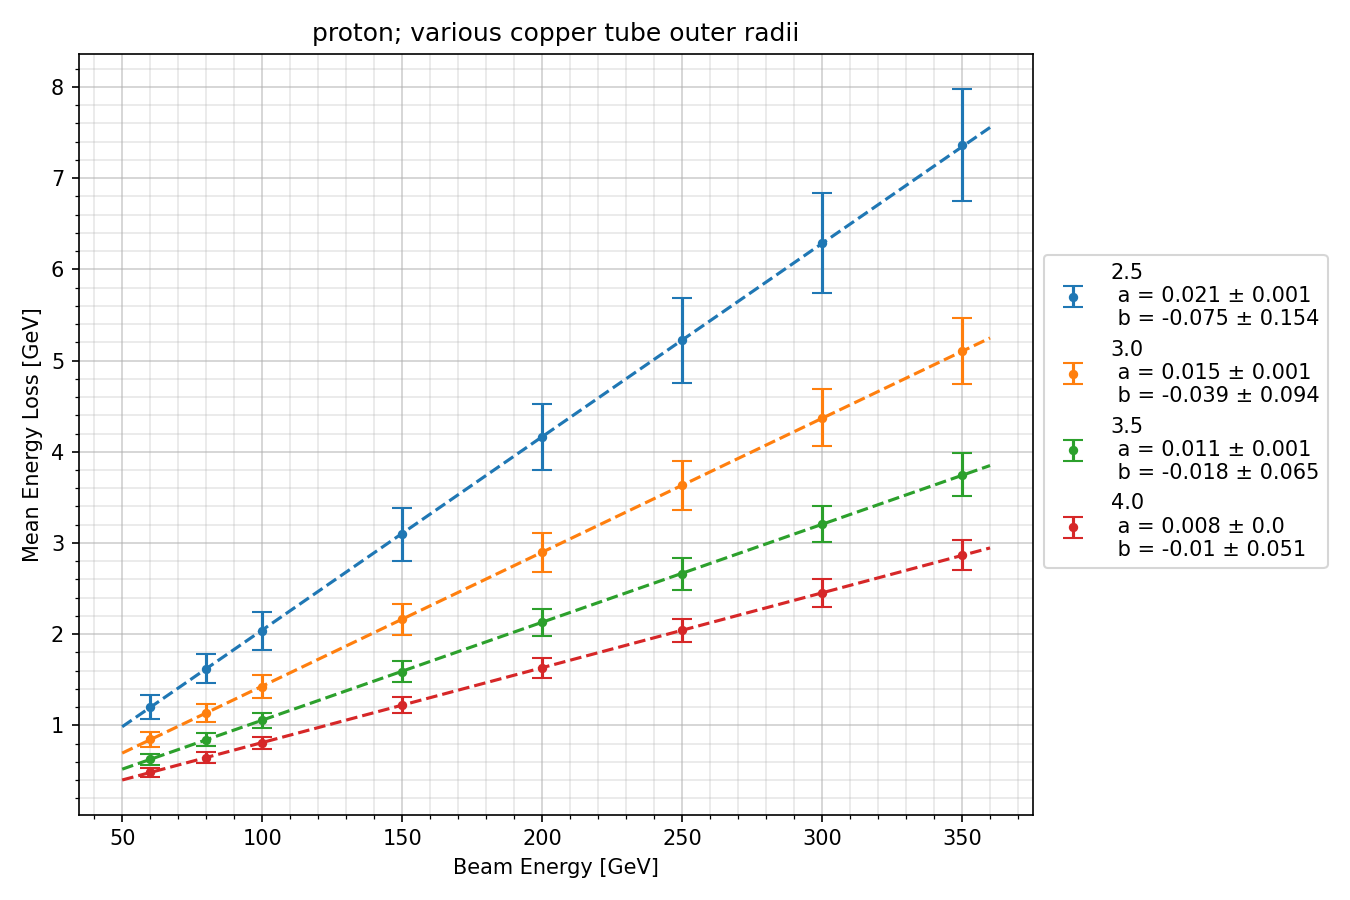 proton; various copper tube outer radii
Mean Energy Loss [GeV]
8
7
6
5
4
3
2
1
50 100 150 200 250 300 350
Beam Energy [GeV]
2.5
a = 0.021 ± 0.001
b = -0.075 ± 0.154
3.0
a = 0.015 ± 0.001
b = -0.039 ± 0.094
3.5
a = 0.011 ± 0.001
b = -0.018 ± 0.065
4.0
a = 0.008 ± 0.0
b = -0.01 ± 0.051